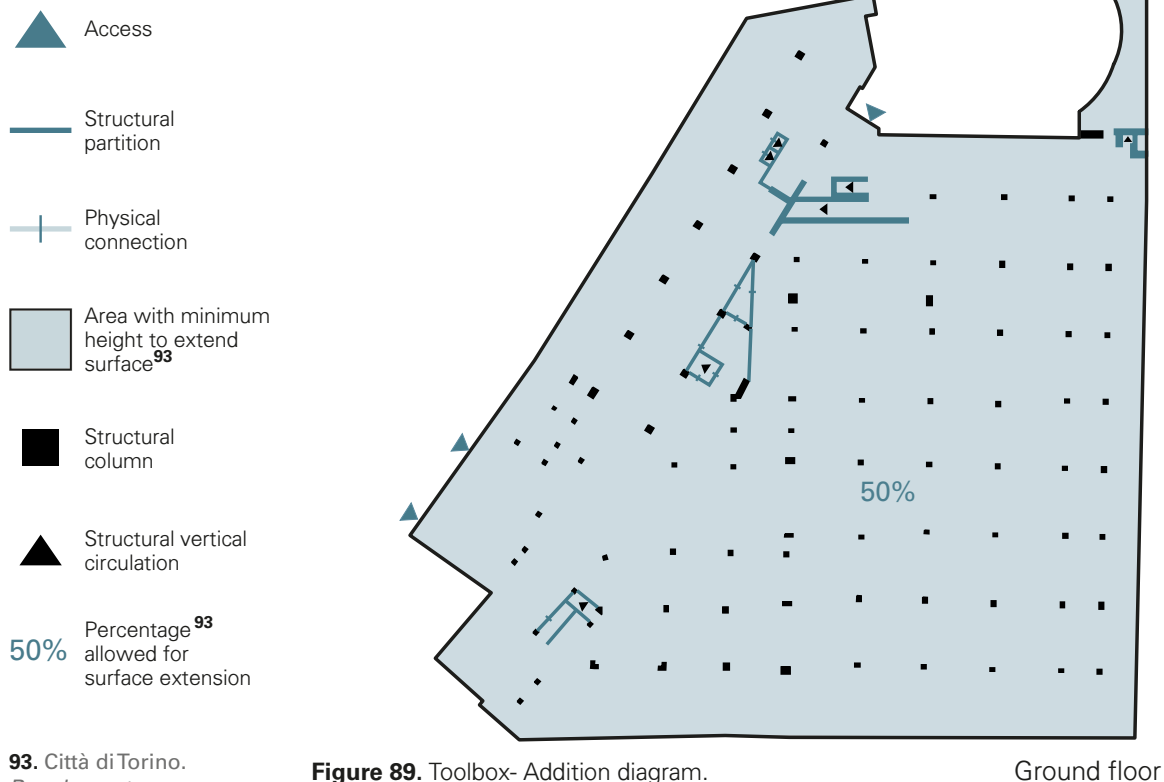 Access
Structural
partition
Physical
connection
Area with minimum
height to extend
surface93
Structural
column
Structural vertical
circulation
50%
Percentage 93
allowed for
surface extension
50%
93. Città di Torino.
Figure 89. Toolbox- Addition diagram.
Ground floor